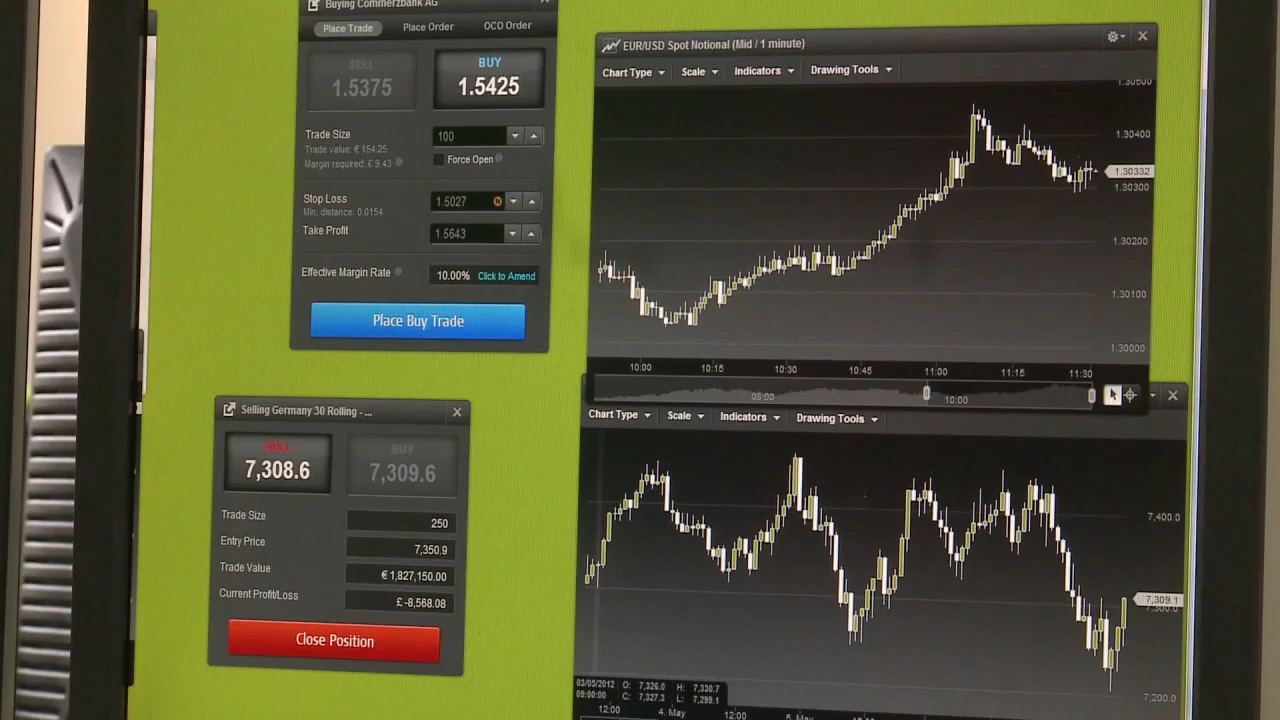 Buying Commerzbank AG
Place Trade
Place Order
OCO Order
SELL
1.5375
BUY
1.5425
Trade Size
100
Trade value: € 154.25
Margin required: £ 9.43
Force Open
Stop Loss
1.5027
N
Min. distance: 0.0154
Take Profit
1.5643
Effective Margin Rate
10.00% Click to Amend
Place Buy Trade
EUR/USD Spot Notional (Mid / 1 minute)
Chart Type
Scale
Indicators
Drawing Tools
1.30500
1.30400
1.30332
1.30300
1.30200
1.30100
1.30000
10:00
10:15
10:30
10:45
11:00
11:15
11:30
08:00
10:00
Selling Germany 30 Rolling - ...
SELL
7,308.6
BUY
7,309.6
Trade Size
250
Entry Price
7,350.9
Trade Value
€ 1,827,150.00
Current Profit/Loss
£ -8,568.08
Close Position
Chart Type
Scale
Indicators
Drawing Tools
7,400.0
7,309.1
7,300.0
7,200.0
03/05/2012 O: 7,326.0 H: 7,330.7
09:00:00 C: 7,327.3 L: 7,299.1
12:00
4. May
12:00
5. May